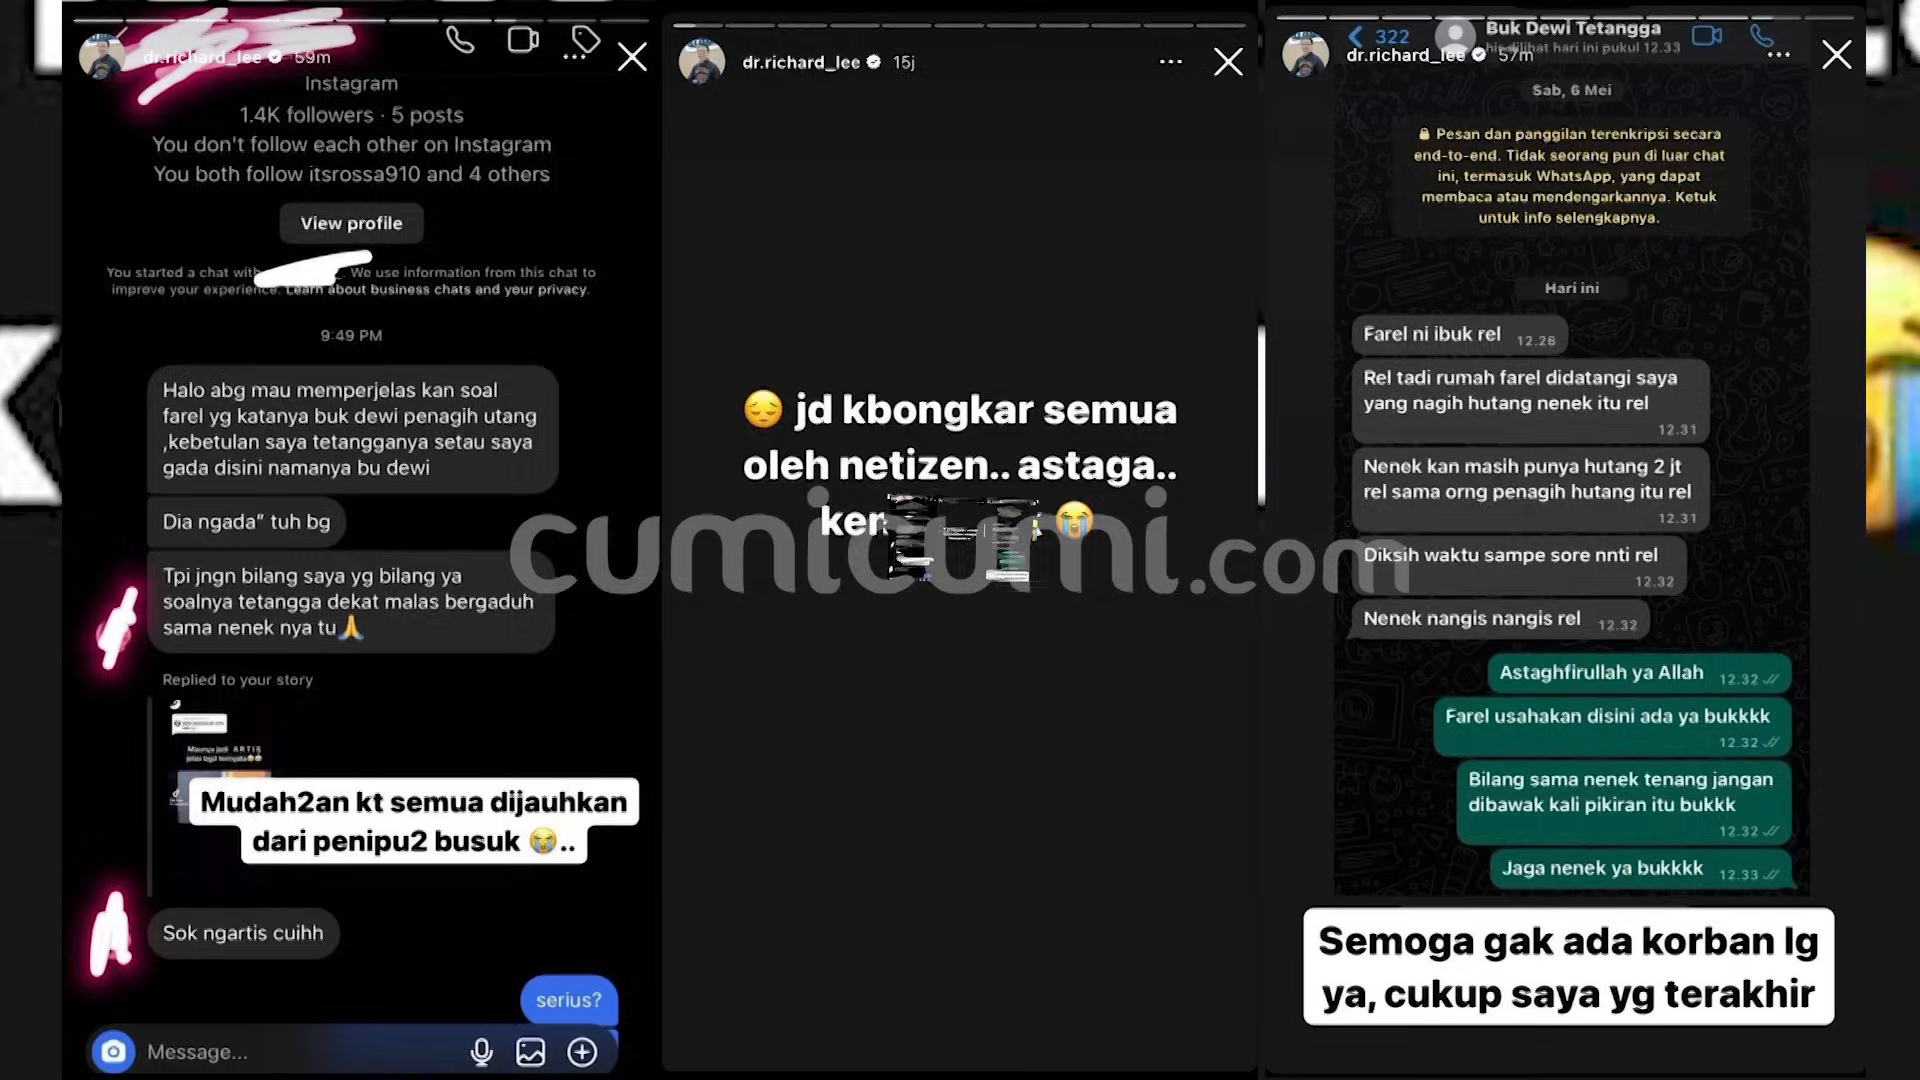 dr.richard_lee 59m
Instagram
1.4K followers · 5 posts
You don't follow each other on Instagram
You both follow itsrossa910 and 4 others
View profile
You started a chat with We use information from this chat to
improve your experience. Learn about business chats and your privacy.
9:49 PM
Halo abg mau memperjelas kan soal
farel yg katanya buk dewi penagih utang
,kebetulan saya tetangganya setau saya
gada disini namanya bu dewi
Dia ngada” tuh bg
Tpi jngn bilang saya yg bilang ya
soalnya tetangga dekat malas bergaduh
sama nenek nya tu🙏
Replied to your story
Mudah2an kt semua dijauhkan
dari penipu2 busuk 😭..
Sok ngartis cuihh
serius?
Message...
dr.richard_lee 15j
😔 jd kbongkar semua
oleh netizen.. astaga..
ker 😭
cumicumi.com
322
Buk Dewi Tetangga
dilihat hari ini pukul 12.33
dr.richard_lee 57m
Sab, 6 Mei
🔒 Pesan dan panggilan terenkripsi secara
end-to-end. Tidak seorang pun di luar chat
ini, termasuk WhatsApp, yang dapat
membaca atau mendengarkannya. Ketuk
untuk info selengkapnya.
Hari ini
Farel ni ibuk rel 12.26
Rel tadi rumah farel didatangi saya
yang nagih hutang nenek itu rel
12.31
Nenek kan masih punya hutang 2 jt
rel sama orng penagih hutang itu rel
12.31
Diksih waktu sampe sore nnti rel
12.32
Nenek nangis nangis rel 12.32
Astaghfirullah ya Allah 12.32
Farel usahakan disini ada ya bukkkk
12.32
Bilang sama nenek tenang jangan
dibawak kali pikiran itu bukkk
12.32
Jaga nenek ya bukkkk 12.33
Semoga gak ada korban lg
ya, cukup saya yg terakhir